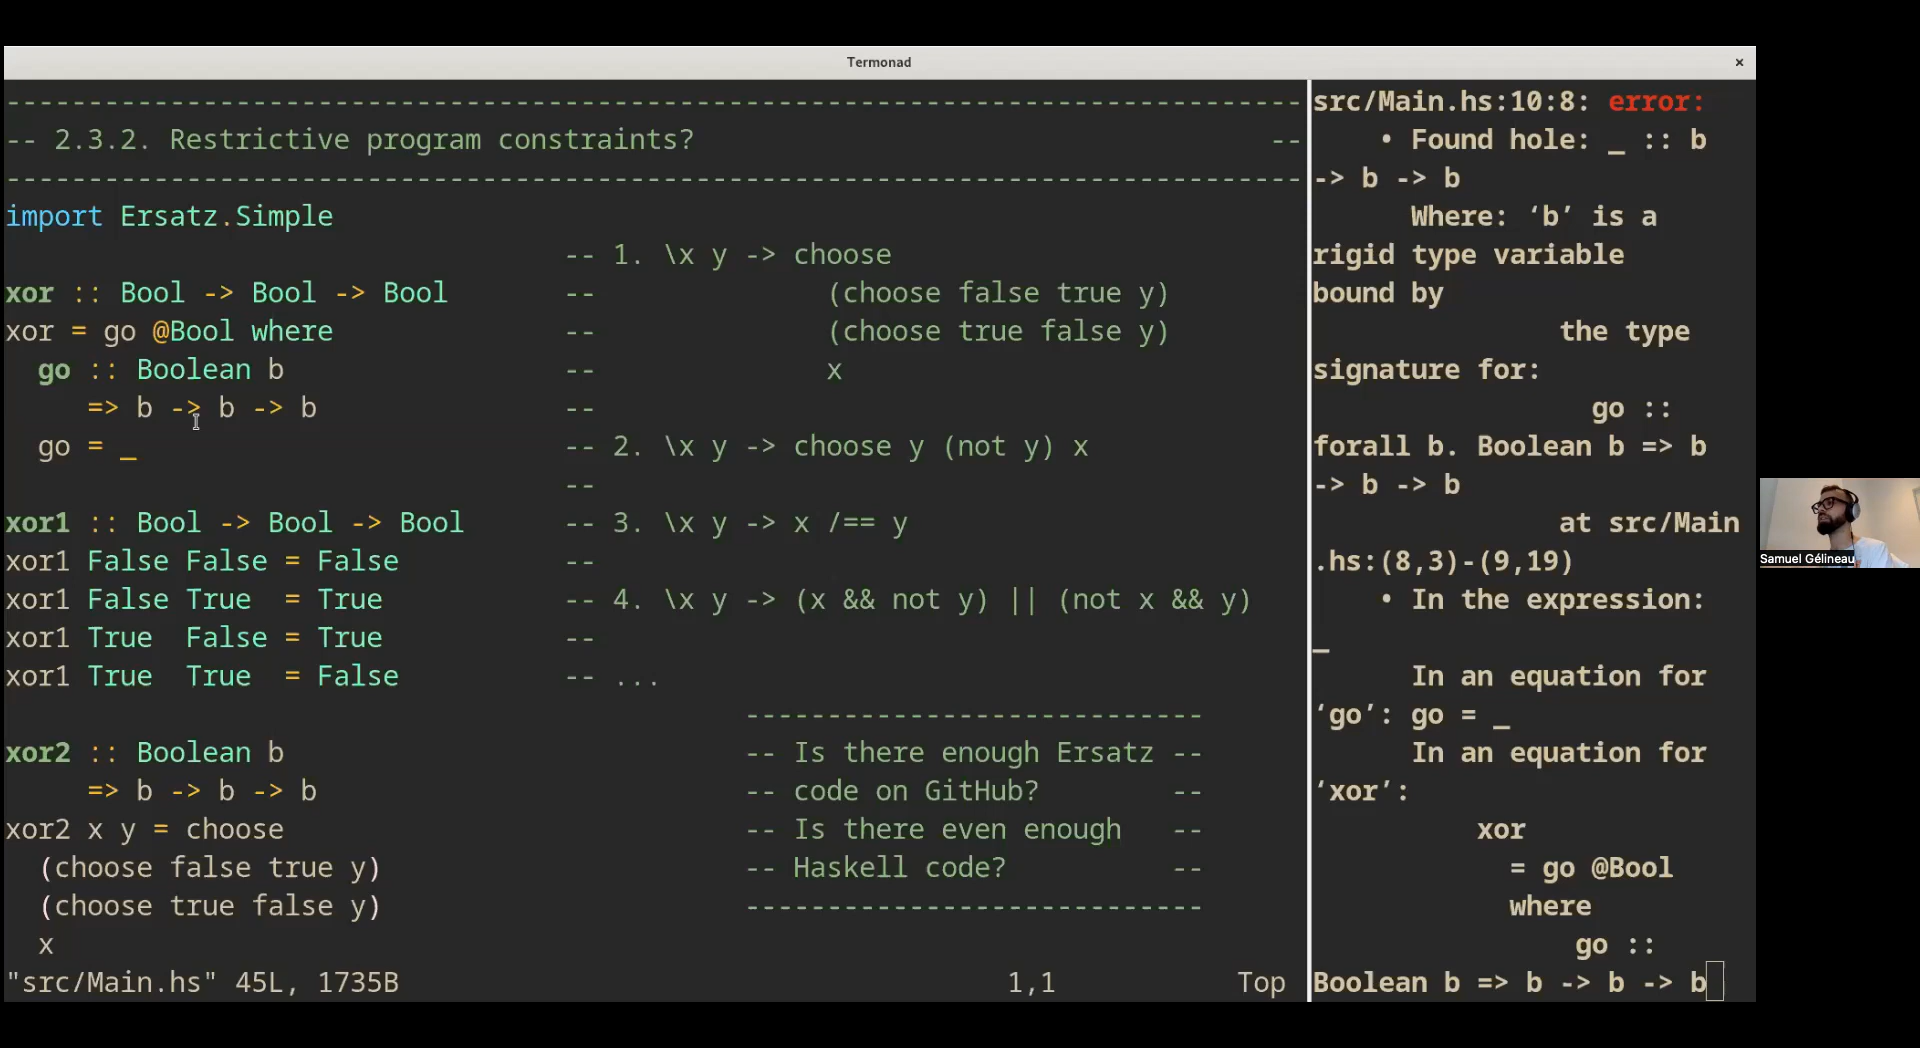 Termonad ×
--------------------------------------------------------------------------------
-- 2.3.2. Restrictive program constraints? --
--------------------------------------------------------------------------------
import Ersatz.Simple
-- 1. \x y -> choose
xor :: Bool -> Bool -> Bool -- (choose false true y)
xor = go @Bool where -- (choose true false y)
go :: Boolean b -- x
=> b -> b -> b --
go = _ -- 2. \x y -> choose y (not y) x
--
xor1 :: Bool -> Bool -> Bool -- 3. \x y -> x /== y
xor1 False False = False --
xor1 False True = True -- 4. \x y -> (x && not y) || (not x && y)
xor1 True False = True --
xor1 True True = False -- ...
----------------------------
xor2 :: Boolean b -- Is there enough Ersatz --
=> b -> b -> b -- code on GitHub? --
xor2 x y = choose -- Is there even enough --
(choose false true y) -- Haskell code? --
(choose true false y) ----------------------------
x
"src/Main.hs" 45L, 1735B 1,1 Top
src/Main.hs:10:8: error:
• Found hole: _ :: b
-> b -> b
Where: ‘b’ is a
rigid type variable
bound by
the type
signature for:
go ::
forall b. Boolean b => b
-> b -> b
at src/Main
.hs:(8,3)-(9,19)
• In the expression:
_
In an equation for
‘go’: go = _
In an equation for
‘xor’:
xor
= go @Bool
where
go ::
Boolean b => b -> b -> b
Samuel Gélineau